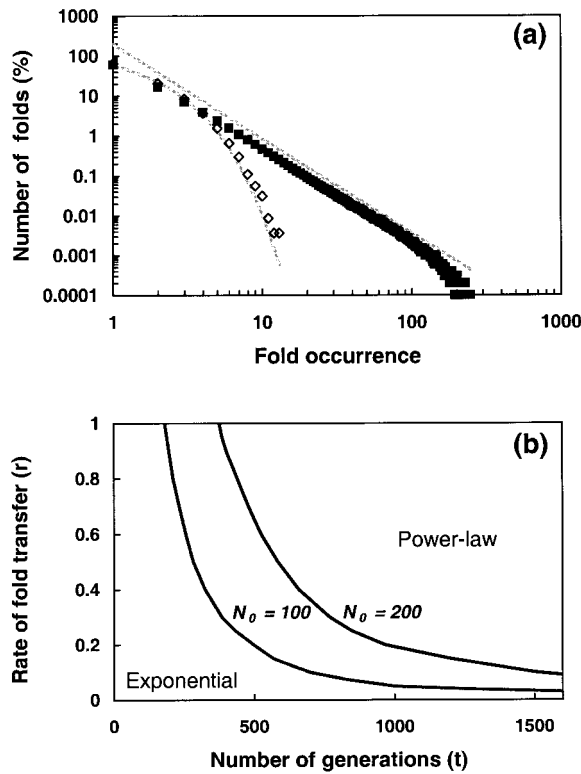 (a)
Number of folds (%)
1000
100
10
1
0.1
0.01
0.001
0.0001
1 10 100 1000
Fold occurrence
(b)
Rate of fold transfer (r)
1
0.8
0.6
0.4
0.2
0
Power-law
N₀ = 100 N₀ = 200
Exponential
0 500 1000 1500
Number of generations (t)